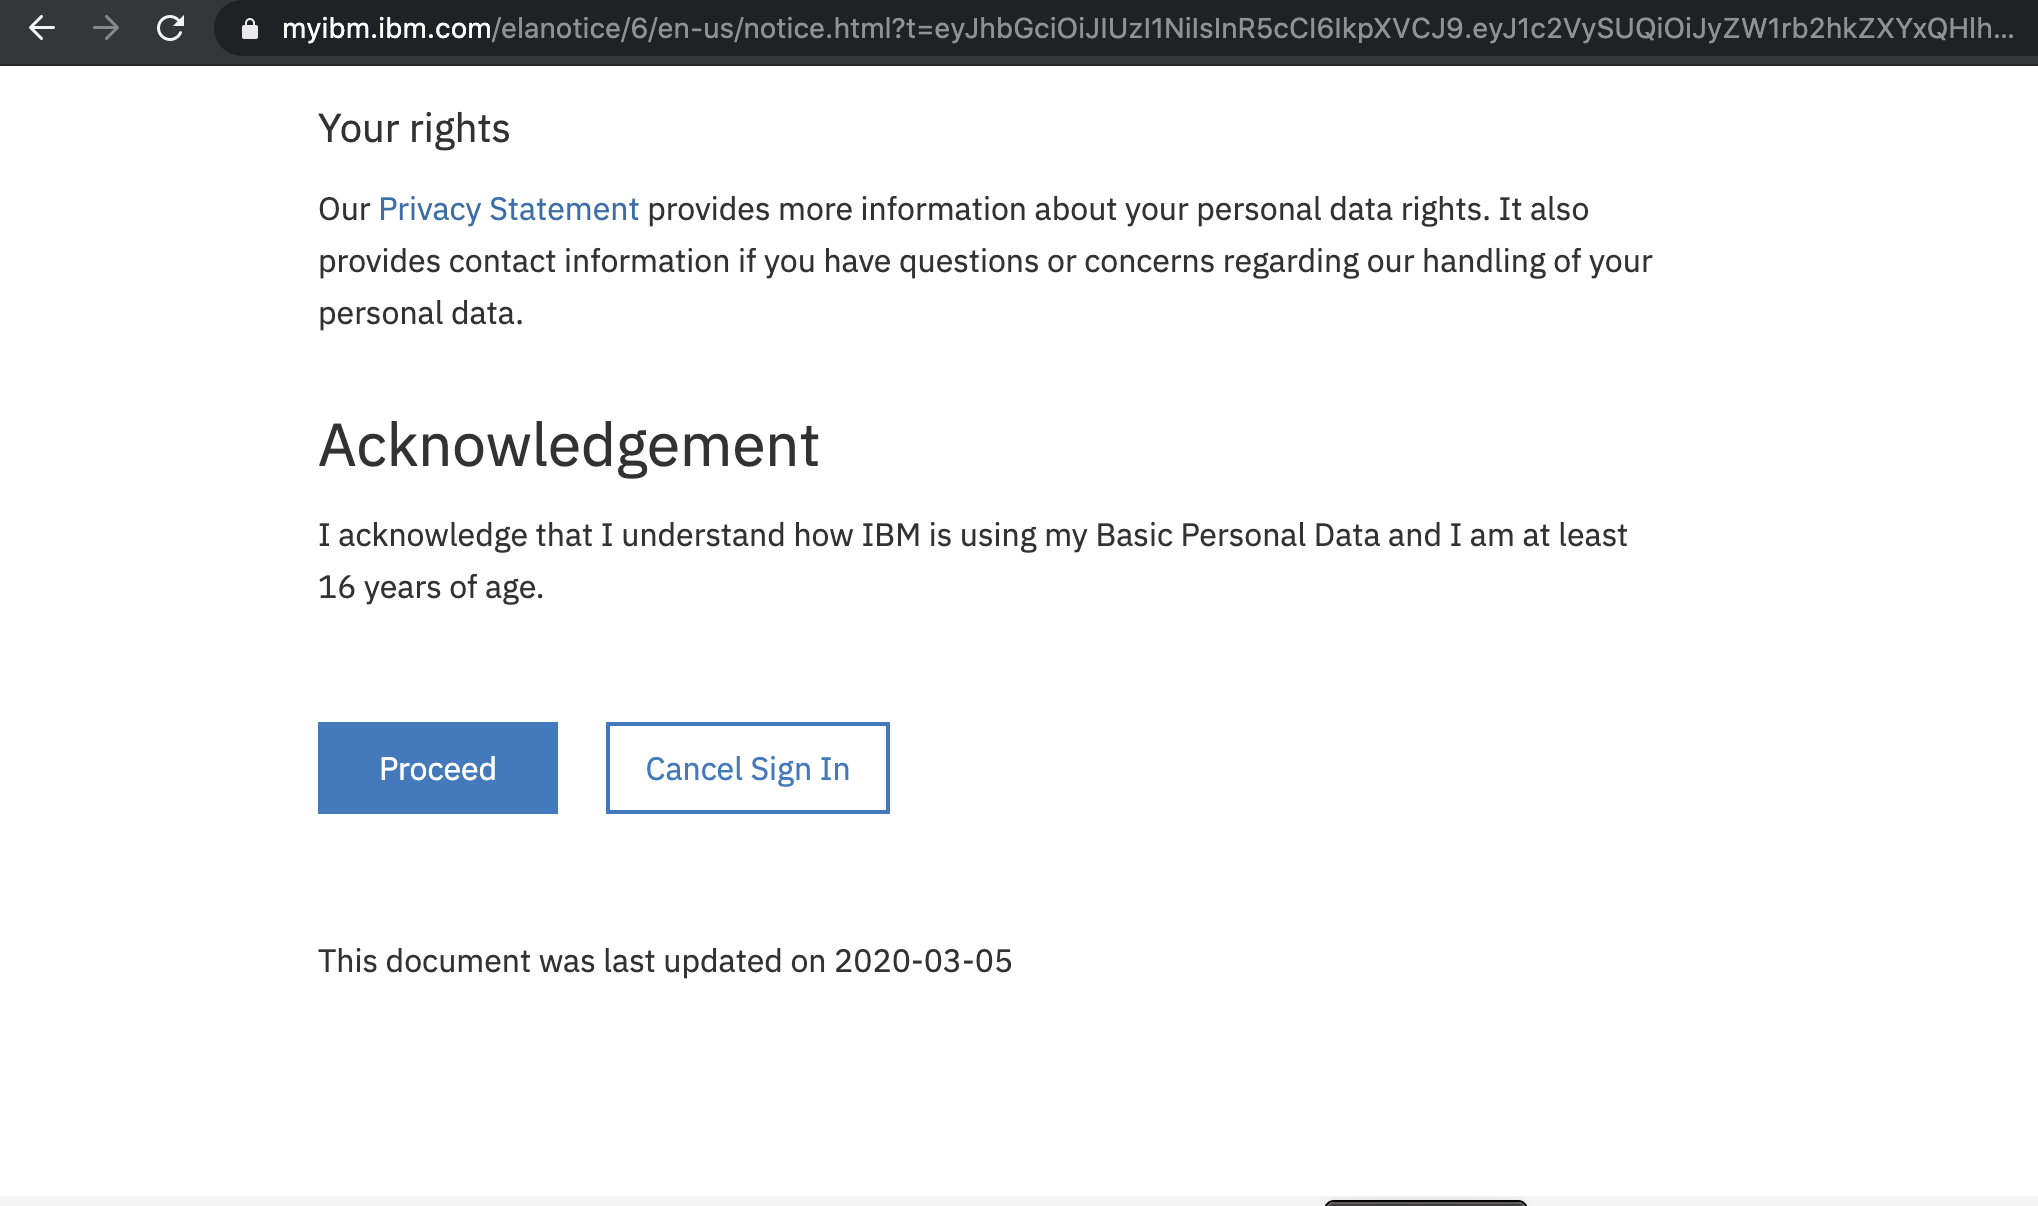 myibm.ibm.com/elanotice/6/en-us/notice.html?t=eyJhbGciOiJIUzI1NiIsInR5cCI6IkpXVCJ9.eyJ1c2VySUQiOiJyZW1rb2hkZXYxQHlh...
Your rights
Our Privacy Statement provides more information about your personal data rights. It also
provides contact information if you have questions or concerns regarding our handling of your
personal data.
Acknowledgement
I acknowledge that I understand how IBM is using my Basic Personal Data and I am at least
16 years of age.
Proceed Cancel Sign In
This document was last updated on 2020-03-05